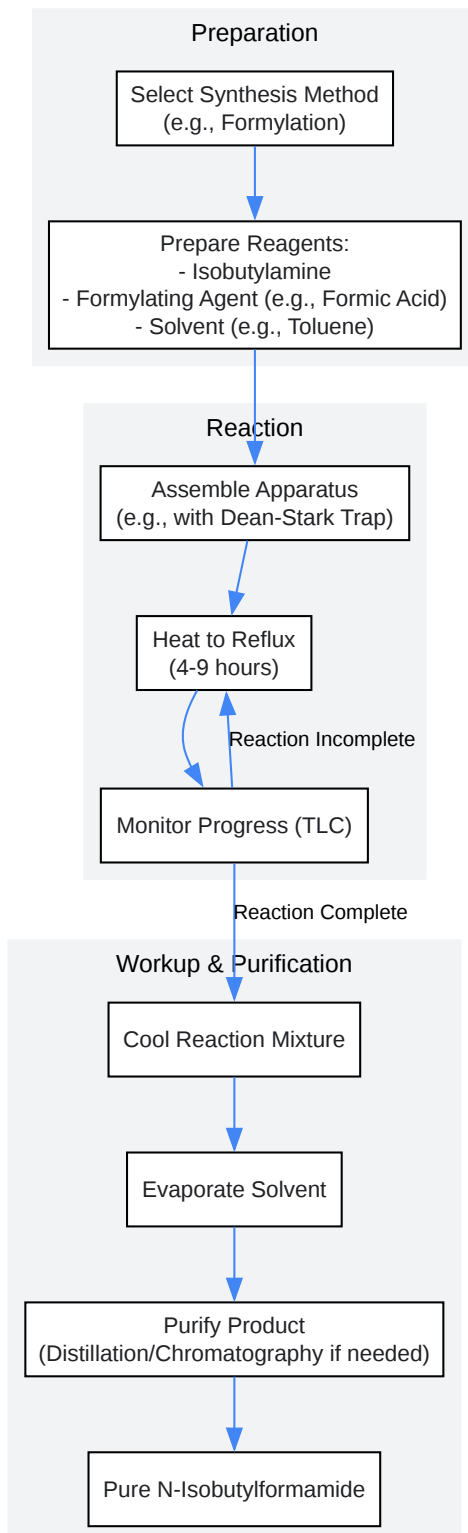 Preparation
Select Synthesis Method
(e.g., Formylation)
Prepare Reagents:
- Isobutylamine
- Formylating Agent (e.g., Formic Acid)
- Solvent (e.g., Toluene)
Reaction
Assemble Apparatus
(e.g., with Dean-Stark Trap)
Heat to Reflux
(4-9 hours)
Reaction Incomplete
Monitor Progress (TLC)
Reaction Complete
Workup & Purification
Cool Reaction Mixture
Evaporate Solvent
Purify Product
(Distillation/Chromatography if needed)
Pure N-Isobutylformamide